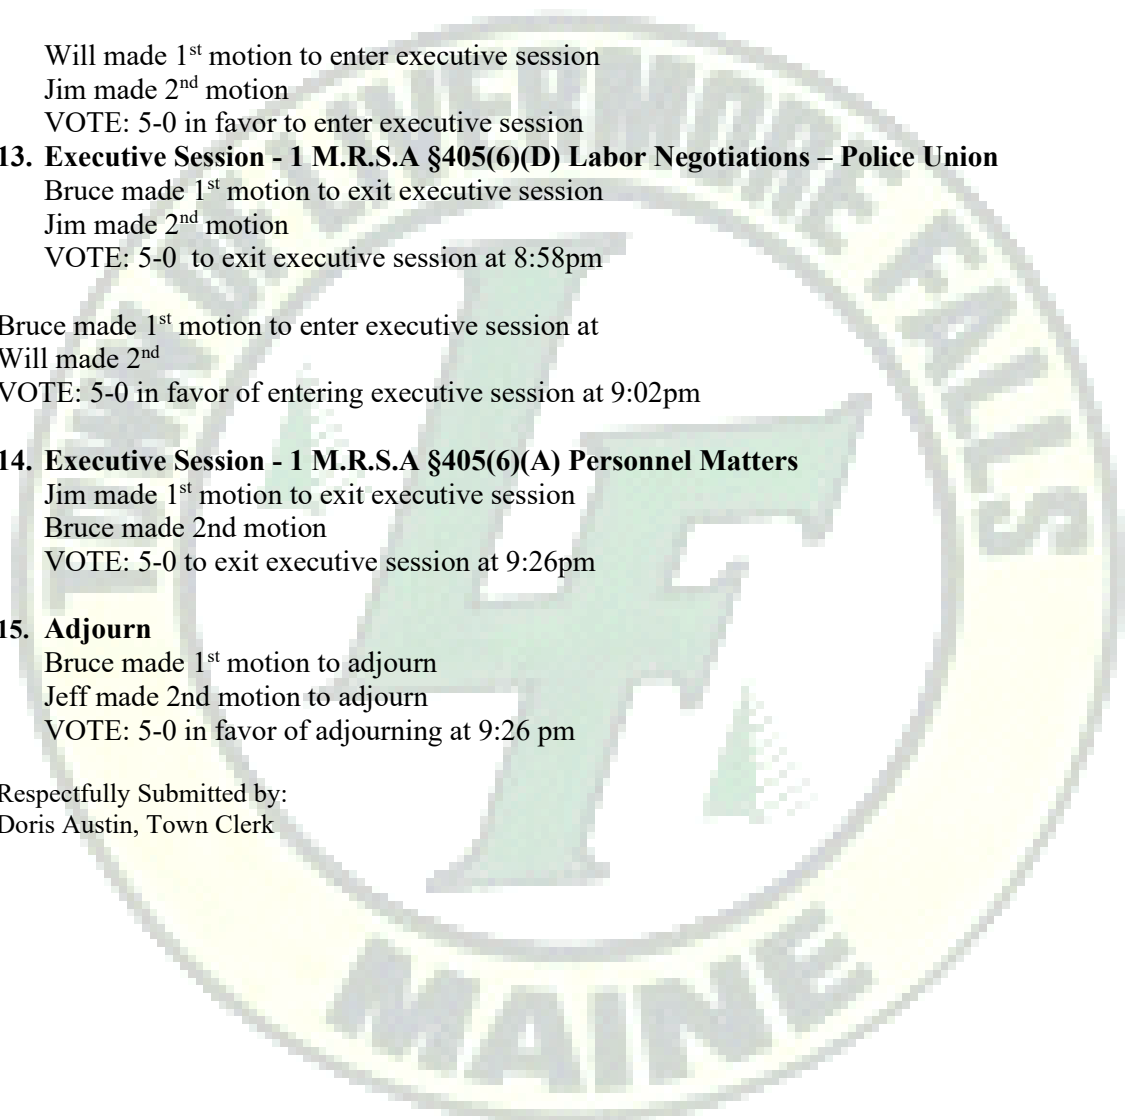 Will made 1st motion to enter executive session
Jim made 2nd motion
VOTE: 5-0 in favor to enter executive session
13. Executive Session - 1 M.R.S.A §405(6)(D) Labor Negotiations – Police Union
Bruce made 1st motion to exit executive session
Jim made 2nd motion
VOTE: 5-0  to exit executive session at 8:58pm
Bruce made 1st motion to enter executive session at
Will made 2nd
VOTE: 5-0 in favor of entering executive session at 9:02pm
14. Executive Session - 1 M.R.S.A §405(6)(A) Personnel Matters
Jim made 1st motion to exit executive session
Bruce made 2nd motion
VOTE: 5-0 to exit executive session at 9:26pm
15. Adjourn
Bruce made 1st motion to adjourn
Jeff made 2nd motion to adjourn
VOTE: 5-0 in favor of adjourning at 9:26 pm
Respectfully Submitted by:
Doris Austin, Town Clerk
TOWN OF LIVERMORE FALLS
LF
MAINE